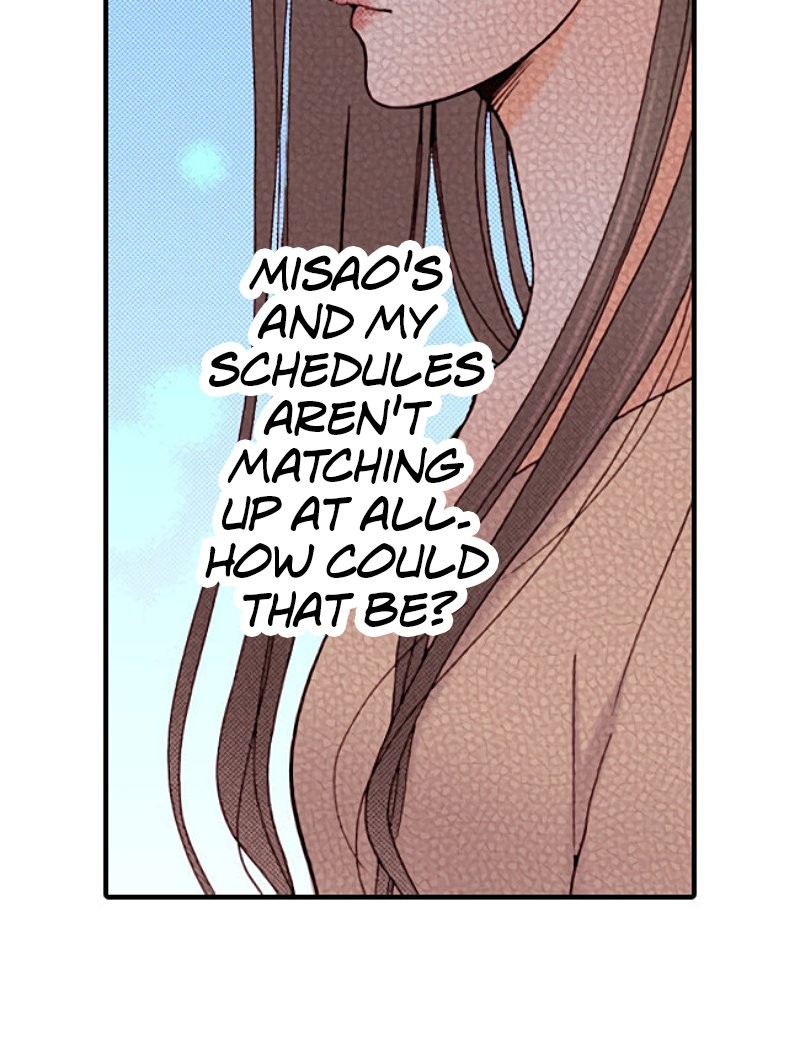 MISAO'S
AND MY
SCHEDULES
AREN'T
MATCHING
UP AT ALL.
HOW COULD
THAT BE?